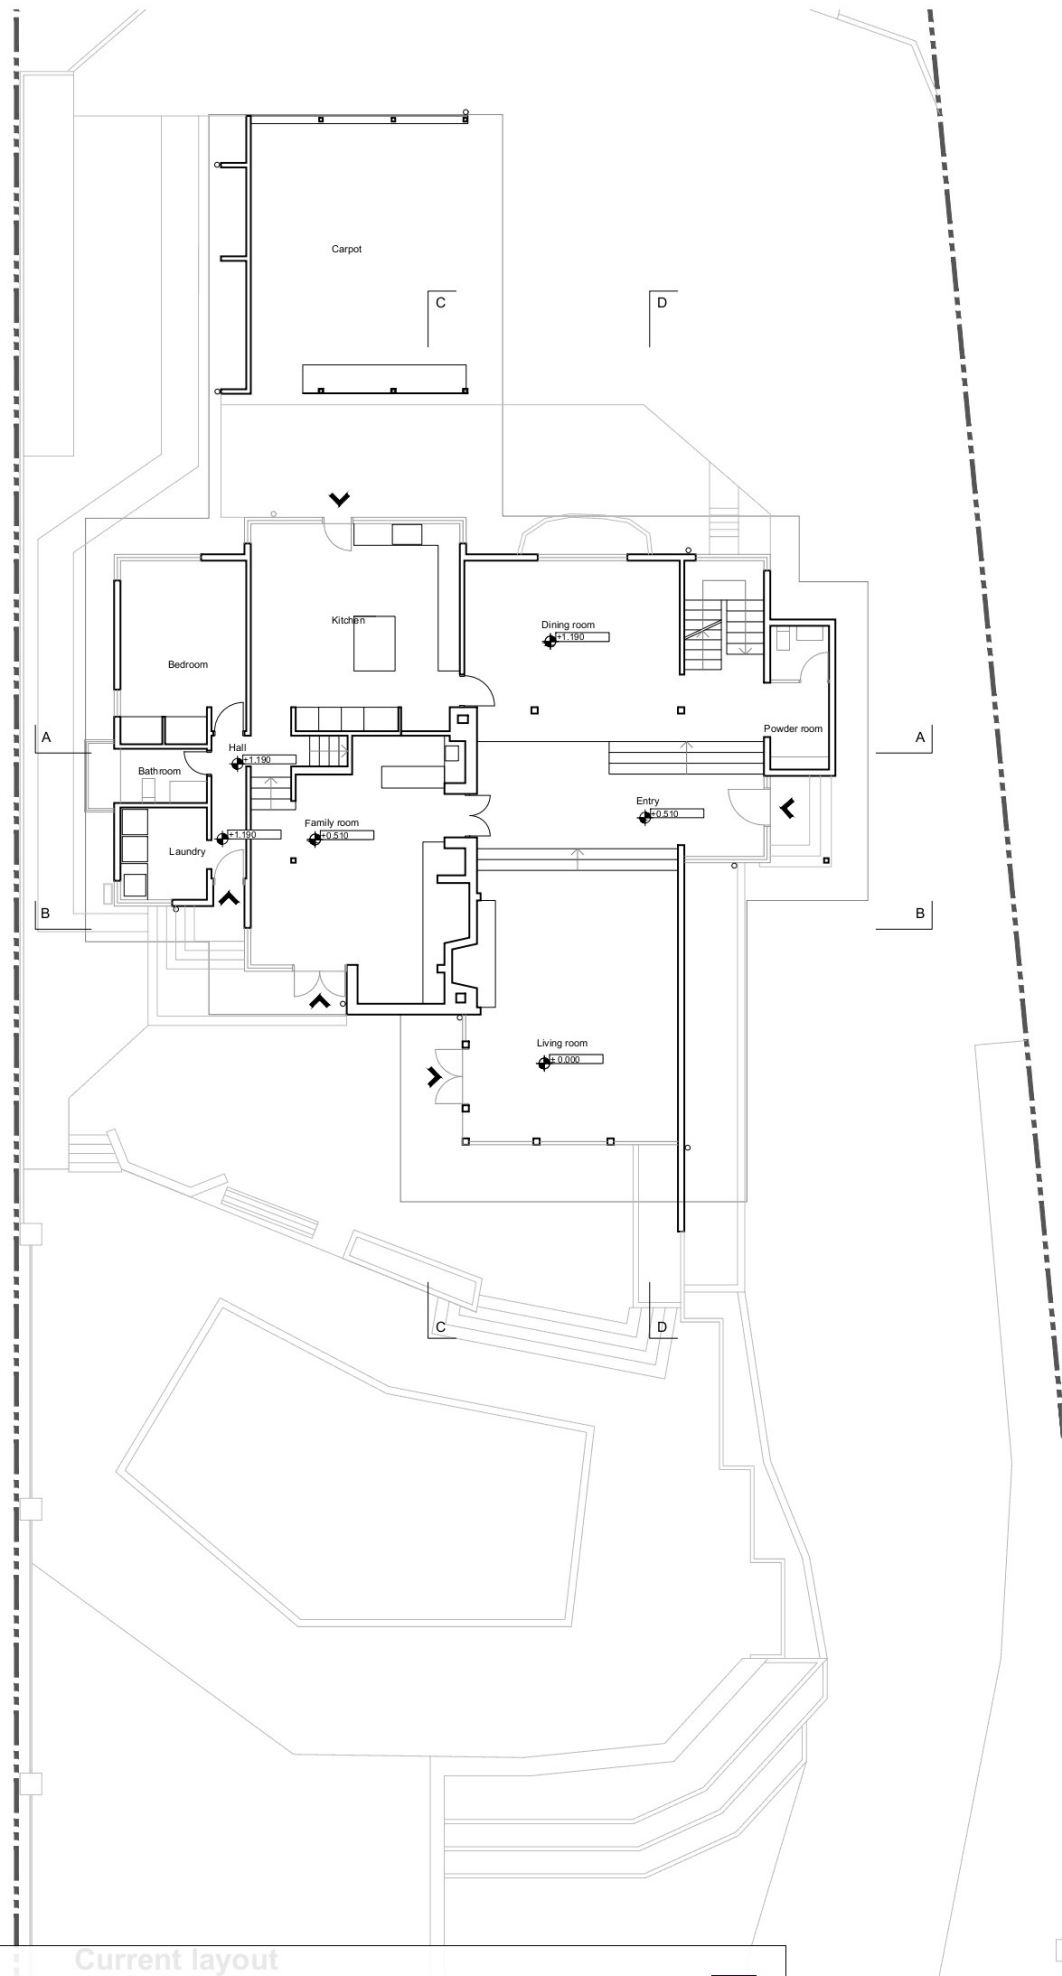 Carpot
C
D
Kitchen
Dining room
+1.190
Bedroom
Powder room
A
A
Hall
+1.190
Bathroom
Entry
+0.510
Family room
+0.510
+1.190
Laundry
B
B
Living room
± 0.000
C
D
Current layout